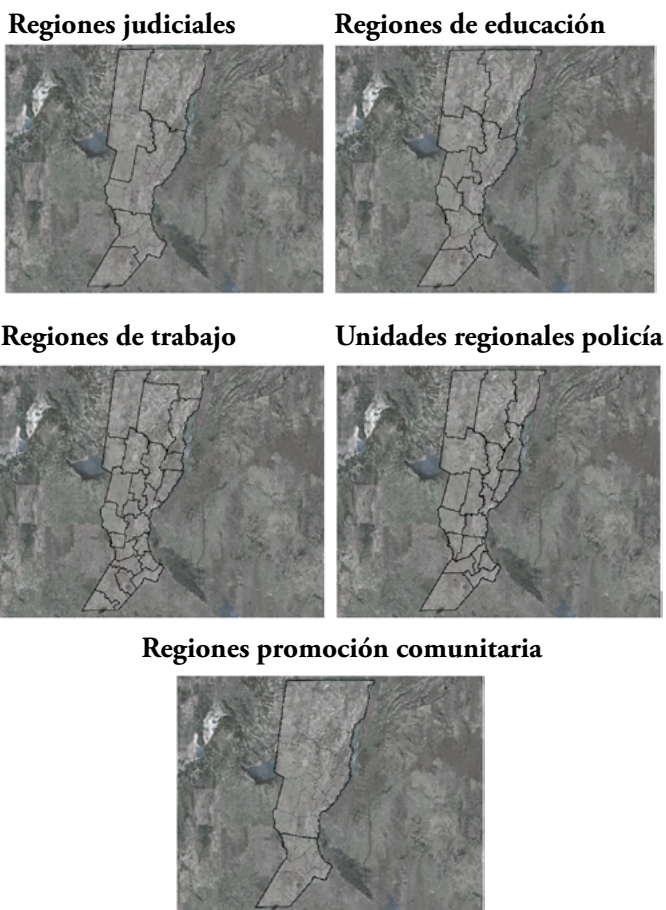 Regiones judiciales
Regiones de educación
Regiones de trabajo
Unidades regionales policía
Regiones promoción comunitaria